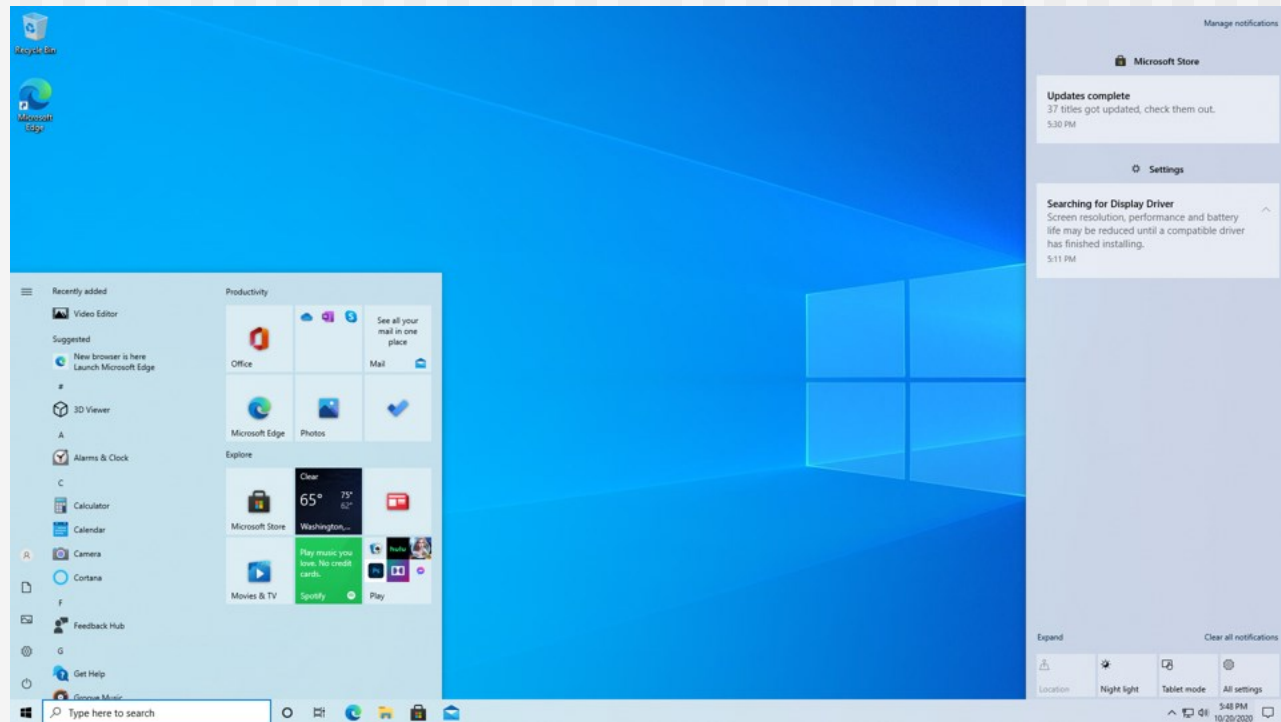 Recycle Bin
Microsoft
Edge
Recently added
Video Editor
Suggested
New browser is here
Launch Microsoft Edge
#
3D Viewer
A
Alarms & Clock
C
Calculator
Calendar
Camera
Cortana
F
Feedback Hub
G
Get Help
Groove Music
Productivity
Office
See all your
mail in one
place
Mail
Microsoft Edge
Photos
Explore
Microsoft Store
Clear
65°
75°
62°
Washington,...
Movies & TV
Play music you
love. No credit
cards.
Spotify
hulu
Ps
Play
Type here to search
Manage notifications
Microsoft Store
Updates complete
37 titles got updated, check them out.
5:30 PM
Settings
Searching for Display Driver
Screen resolution, performance and battery
life may be reduced until a compatible driver
has finished installing.
5:11 PM
Expand
Clear all notifications
Location
Night light
Tablet mode
All settings
5:48 PM
10/20/2020